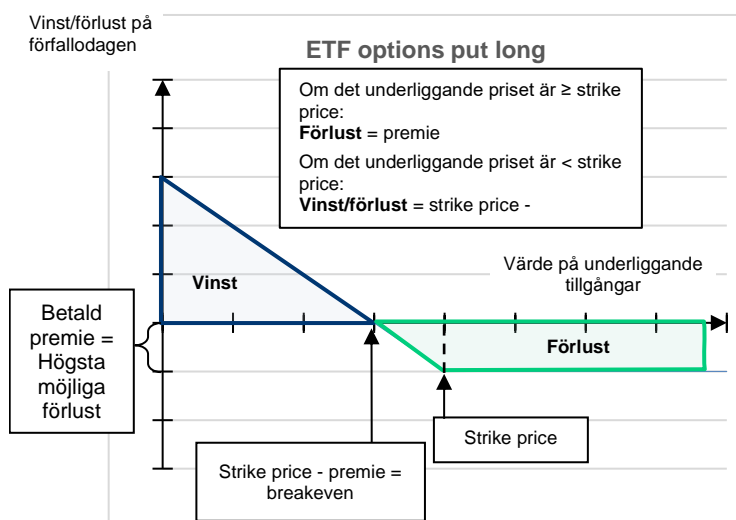 Vinst/förlust på
förfallodagen
ETF options put long
Om det underliggande priset är ≥ strike
price:
Förlust = premie
Om det underliggande priset är < strike
price:
Vinst/förlust = strike price -
Värde på underliggande
tillgångar
Vinst
Betald
premie =
Högsta
möjliga
förlust
Förlust
Strike price
Strike price - premie =
breakeven